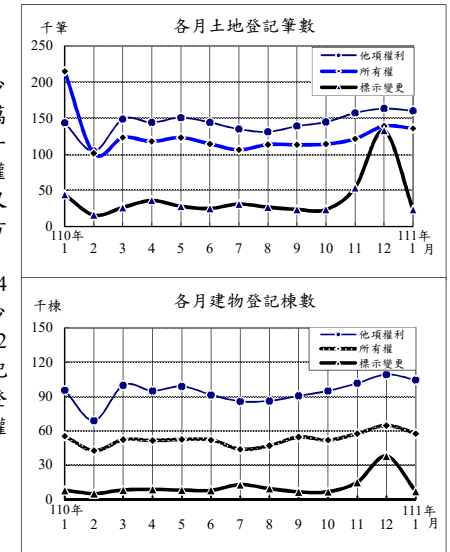 各月土地登記筆數
千筆
250
200
150
100
50
0
他項權利
所有權
標示變更
110年 111年
1 2 3 4 5 6 7 8 9 10 11 12 1 月
各月建物登記棟數
千棟
150
120
90
60
30
0
他項權利
所有權
標示變更
110年 111年
1 2 3 4 5 6 7 8 9 10 11 12 1 月
萬
權
4
2
權